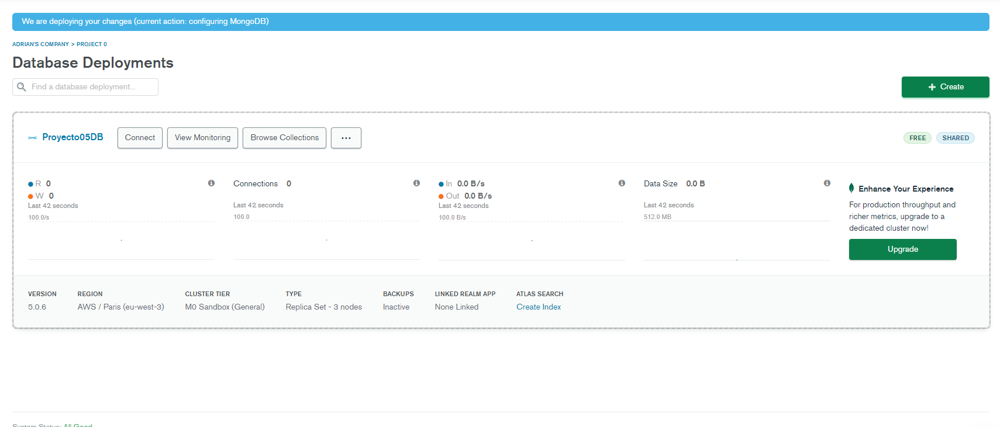 We are deploying your changes (current action: configuring MongoDB)
ADRIAN'S COMPANY > PROJECT 0
Database Deployments
Find a database deployment...
Create
Proyecto05DB
Connect
View Monitoring
Browse Collections
...
FREE
SHARED
R 0
W 0
Last 42 seconds
100.0/s
Connections 0
Last 42 seconds
100.0
In 0.0 B/s
Out 0.0 B/s
Last 42 seconds
100.0 B/s
Data Size 0.0 B
Last 42 seconds
512.0 MB
Enhance Your Experience
For production throughput and
richer metrics, upgrade to a
dedicated cluster now!
Upgrade
VERSION
5.0.6
REGION
AWS / Paris (eu-west-3)
CLUSTER TIER
M0 Sandbox (General)
TYPE
Replica Set - 3 nodes
BACKUPS
Inactive
LINKED REALM APP
None Linked
ATLAS SEARCH
Create Index
System Status: All Good